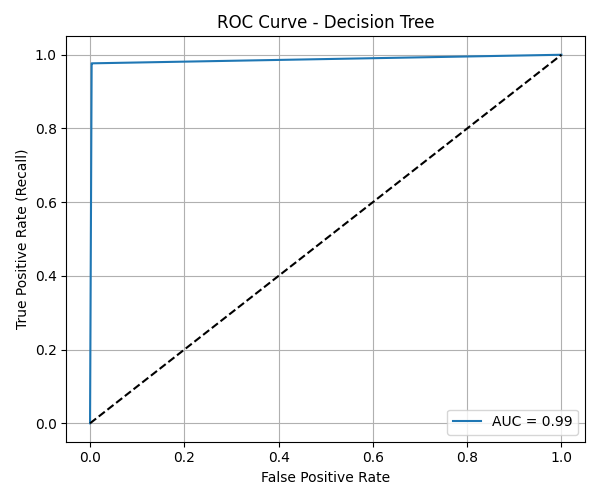 ROC Curve - Decision Tree
True Positive Rate (Recall)
1.0
0.8
0.6
0.4
0.2
0.0
AUC = 0.99
0.0 0.2 0.4 0.6 0.8 1.0
False Positive Rate